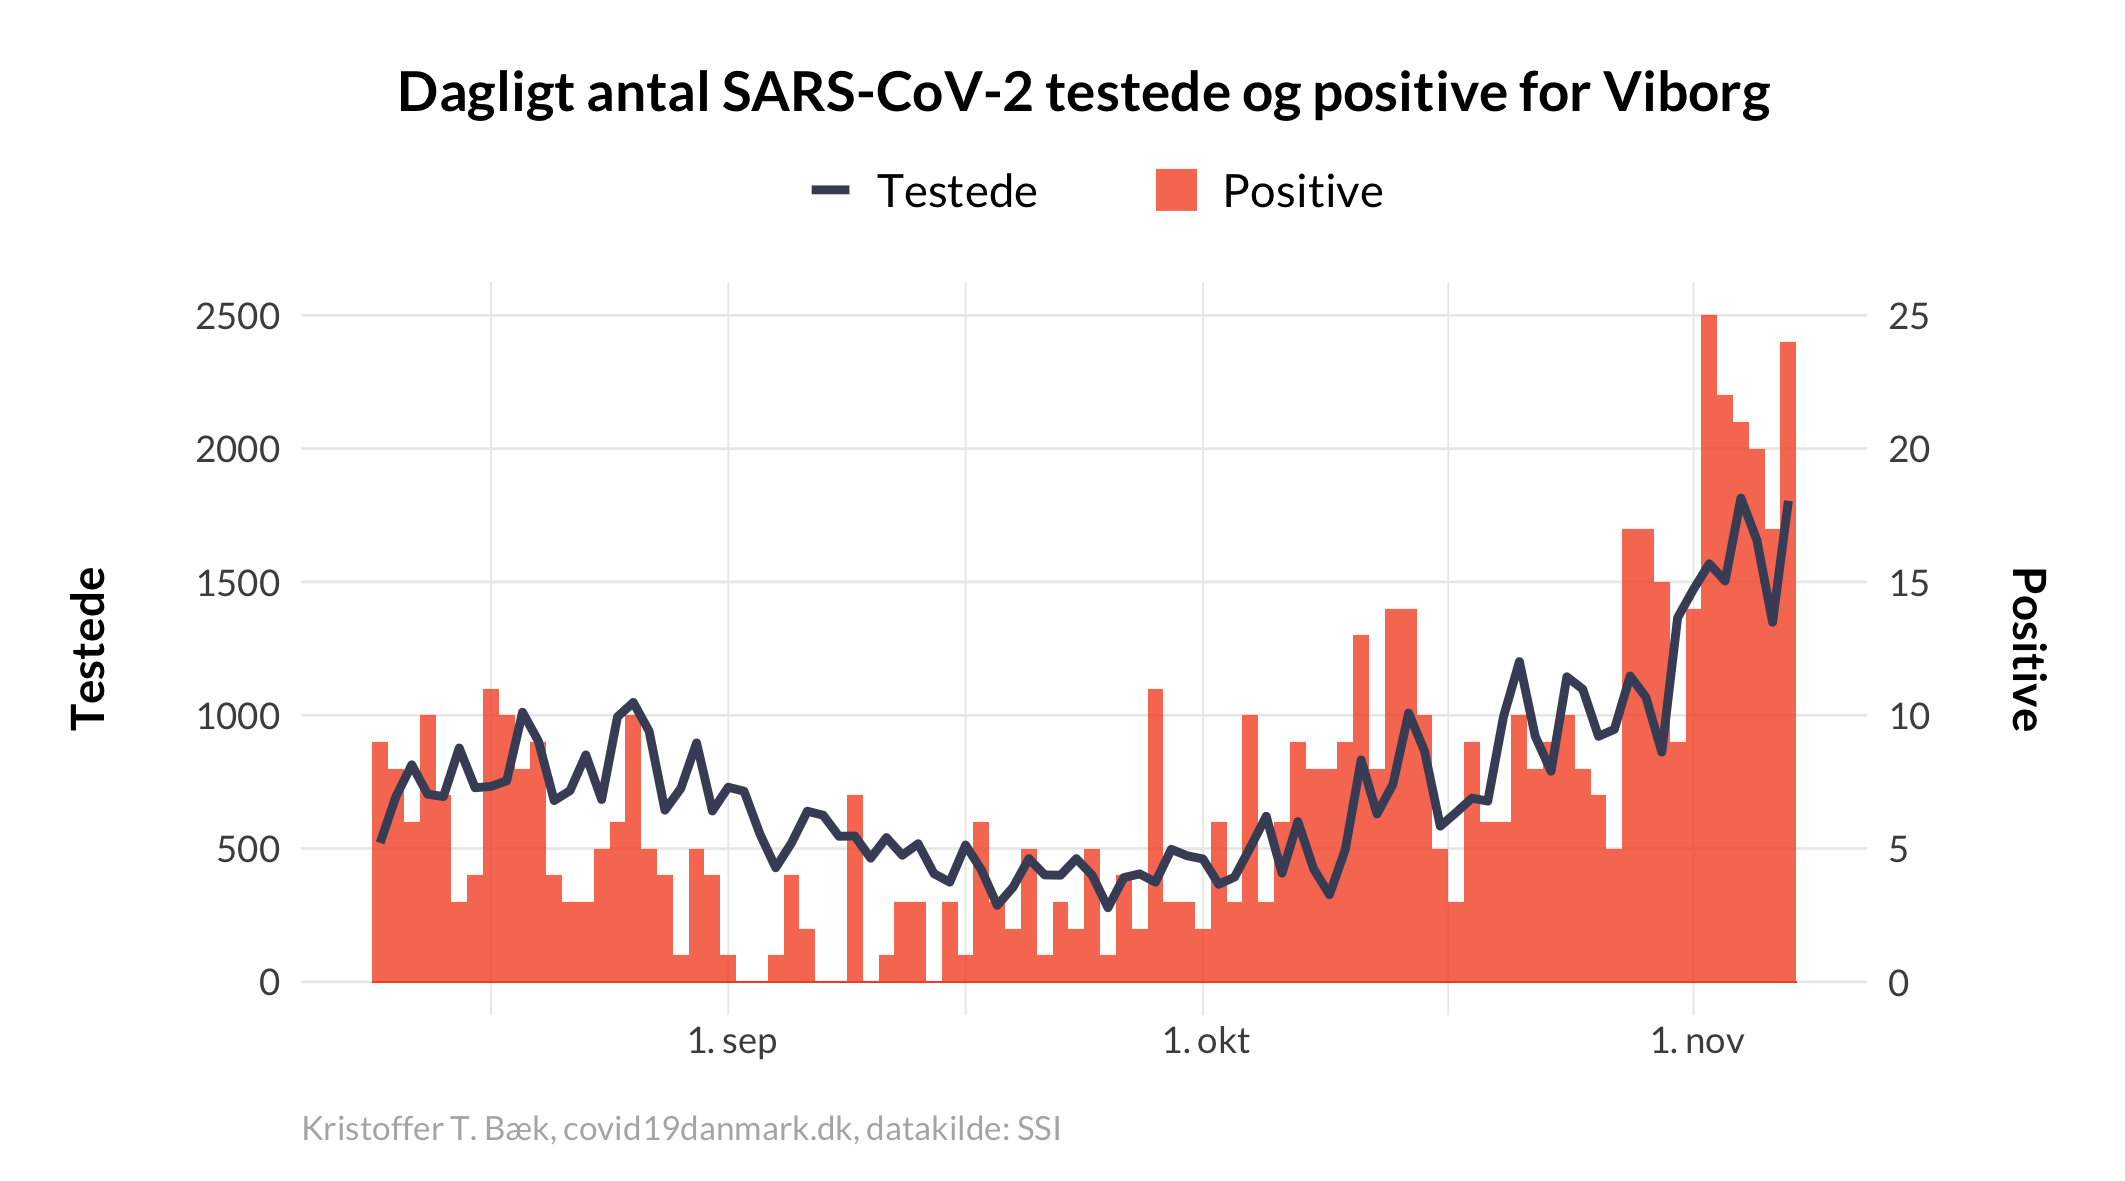 Dagligt antal SARS-CoV-2 testede og positive for Viborg
Testede
Positive
2500
2000
1500
1000
500
0
25
20
15
10
5
0
Testede
Positive
1. sep
1. okt
1. nov
Kristoffer T. Bæk, covid19danmark.dk, datakilde: SSI